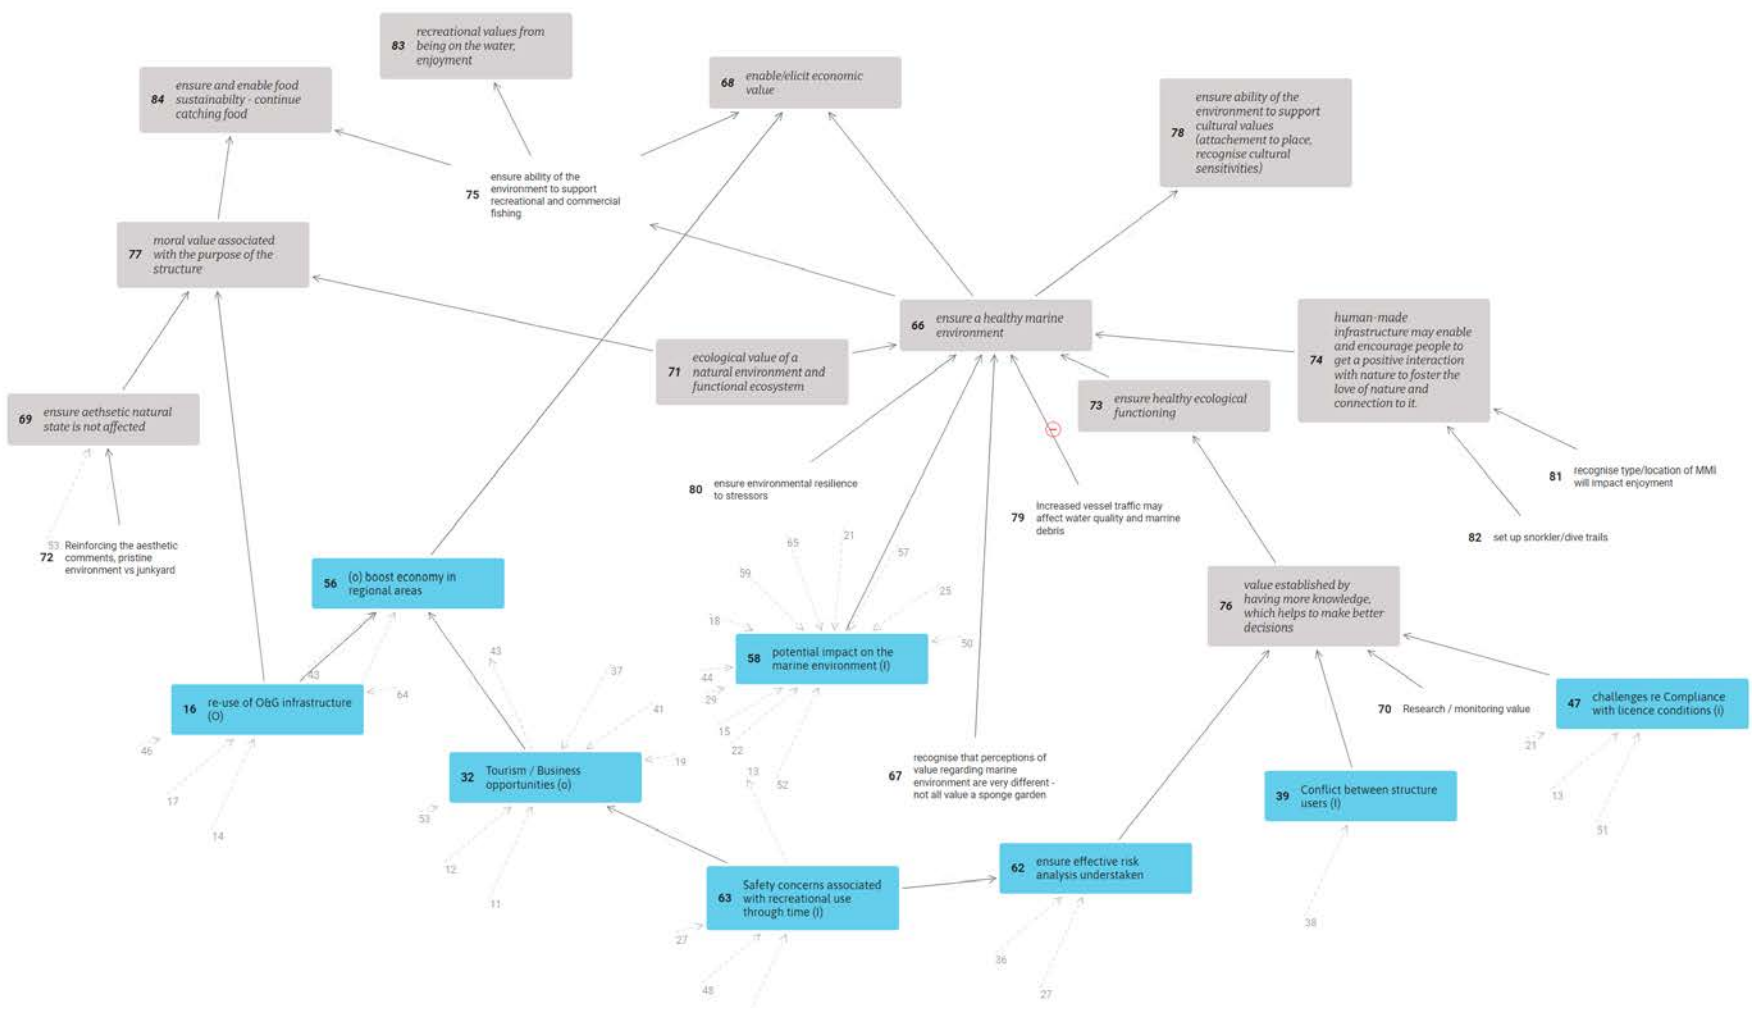 83
recreational values from
being on the water,
enjoyment
84
ensure and enable food
sustainabilty - continue
catching food
68
enable/elicit economic
value
78
ensure ability of the
environment to support
cultural values
(attachement to place,
recognise cultural
sensitivities)
75
ensure ability of the
environment to support
recreational and commercial
fishing
77
moral value associated
with the purpose of the
structure
66
ensure a healthy marine
environment
74
human-made
infrastructure may enable
and encourage people to
get a positive interaction
with nature to foster the
love of nature and
connection to it.
71
ecological value of a
natural environment and
functional ecosystem
73
ensure healthy ecological
functioning
69
ensure aethsetic natural
state is not affected
81
recognise type/location of MMI
will impact enjoyment
80
ensure environmental resilience
to stressors
79
Increased vessel traffic may
affect water quality and marrine
debris
82
set up snorkler/dive trails
53
72
Reinforcing the aesthetic
comments, pristine
environment vs junkyard
56
(o) boost economy in
regional areas
65
21
57
59
25
18
50
44
29
15
22
52
58
potential impact on the
marine environment (I)
76
value established by
having more knowledge,
which helps to make better
decisions
16
re-use of O&G infrastructure
(O)
43
64
46
17
14
43
37
41
19
32
Tourism / Business
opportunities (o)
53
12
11
13
67
recognise that perceptions of
value regarding marine
environment are very different -
not all value a sponge garden
70
Research / monitoring value
47
challenges re Compliance
with licence conditions (i)
21
13
51
39
Conflict between structure
users (I)
38
62
ensure effective risk
analysis understaken
36
27
63
Safety concerns associated
with recreational use
through time (I)
27
48